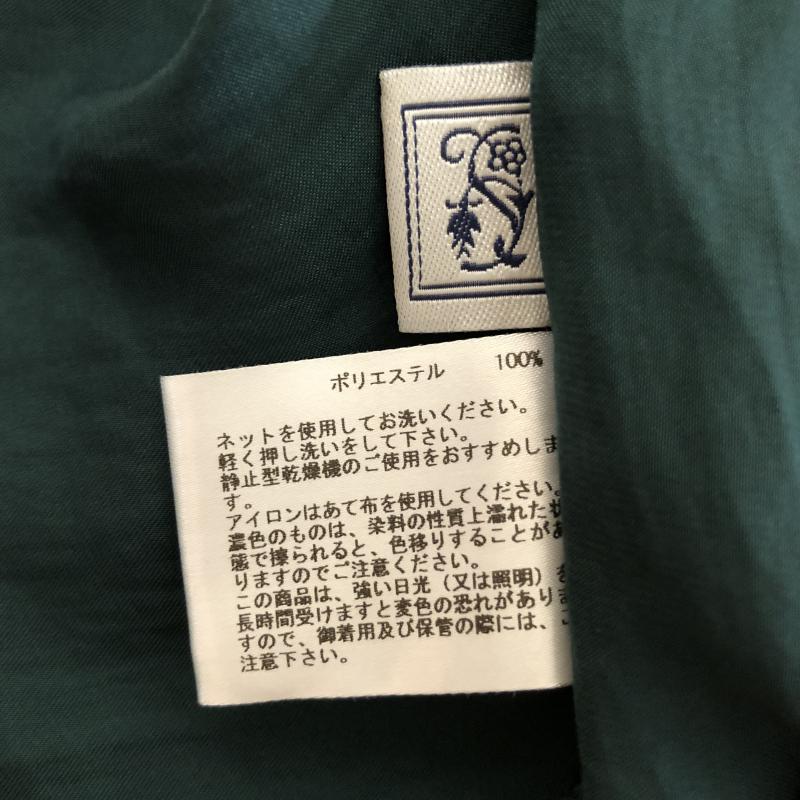 ポリエステル 100%
ネットを使用してお洗いください。
軽く押し洗いをして下さい。
静止型乾燥機のご使用をおすすめしま
す。
アイロンはあて布を使用してください。
濃色のものは、染料の性質上濡れた状
態で擦られると、色移りすることがあ
りますのでご注意ください。
この商品は、強い日光（又は照明）を
長時間受けますと変色の恐れがありま
すので、御着用及び保管の際には、ご
注意下さい。